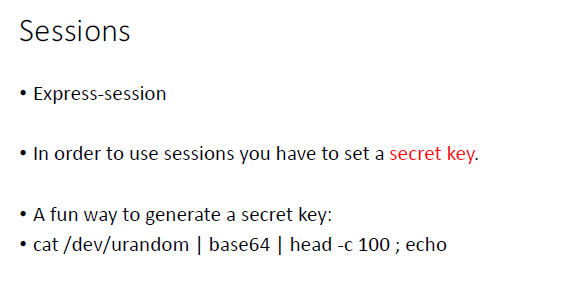 Sessions
• Express-session
• In order to use sessions you have to set a secret key.
• A fun way to generate a secret key:
• cat /dev/urandom | base64 | head -c 100 ; echo